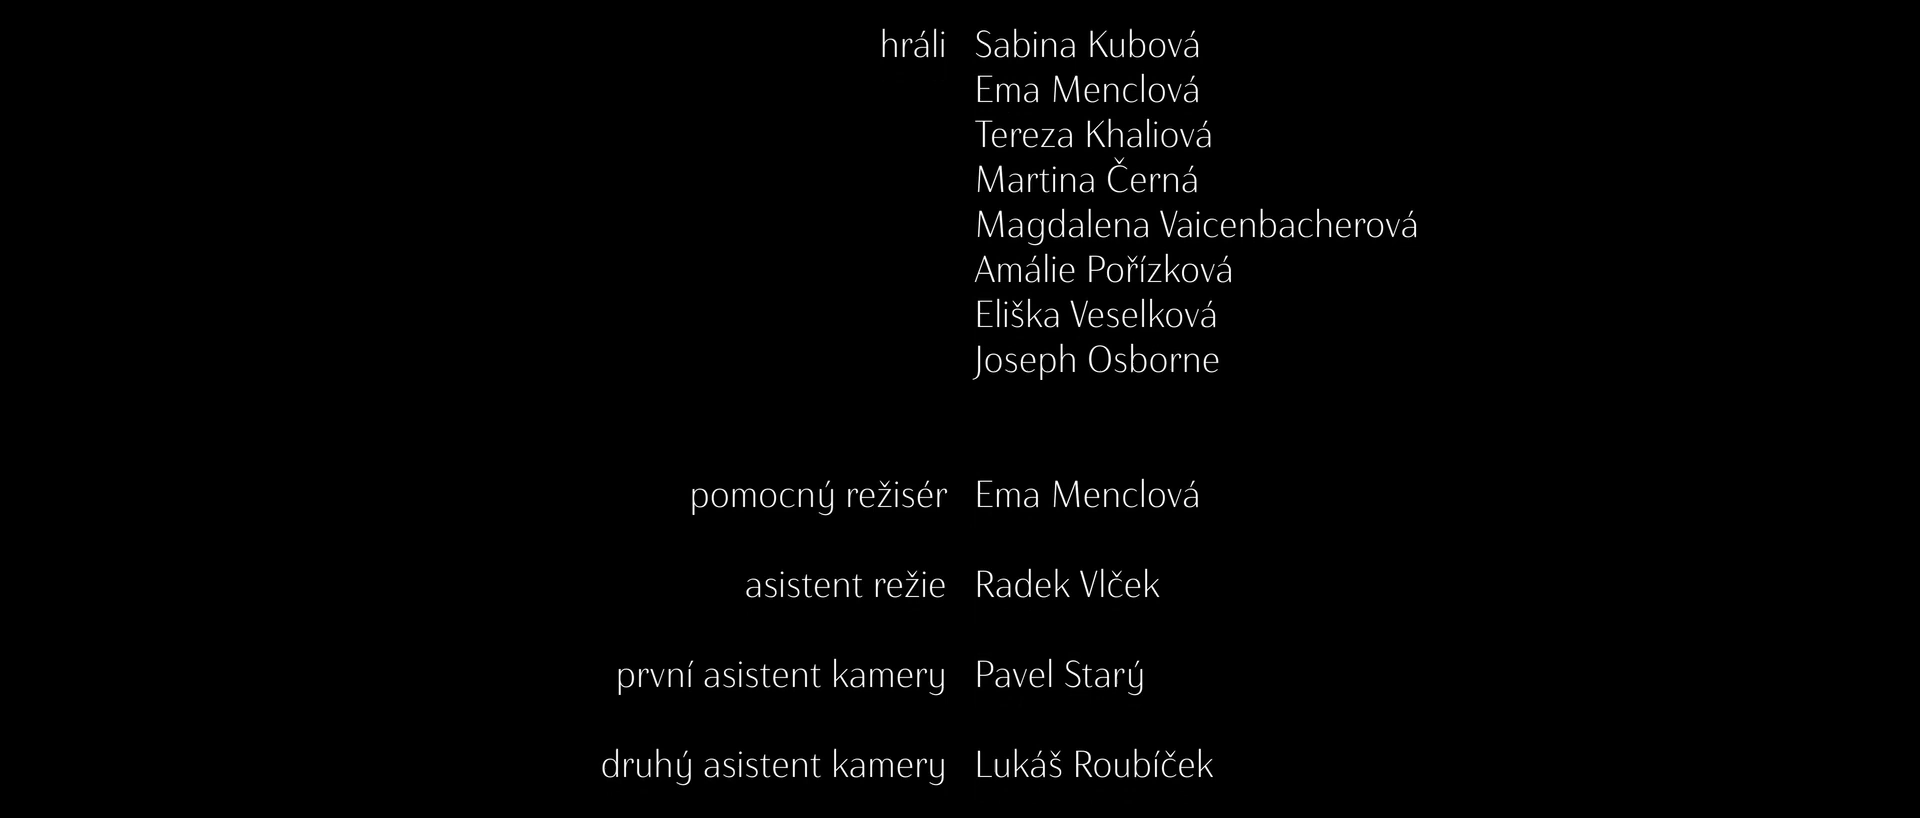 hráli Sabina Kubová
Ema Menclová
Tereza Khaliová
Martina Černá
Magdalena Vaicenbacherová
Amálie Pořízková
Eliška Veselková
Joseph Osborne
pomocný režisér Ema Menclová
asistent režie Radek Vlček
první asistent kamery Pavel Starý
druhý asistent kamery Lukáš Roubíček